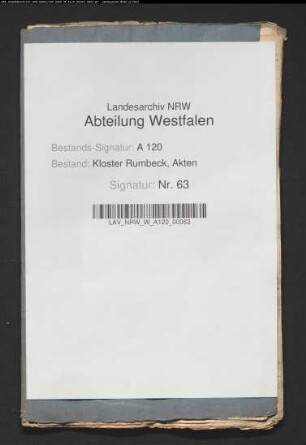 Landesarchiv NRW
Abteilung Westfalen
Bestands-Signatur: A 120
Bestand: Kloster Rumbeck, Akten
Signatur: Nr. 63
LAV_NRW_W_A120_00063